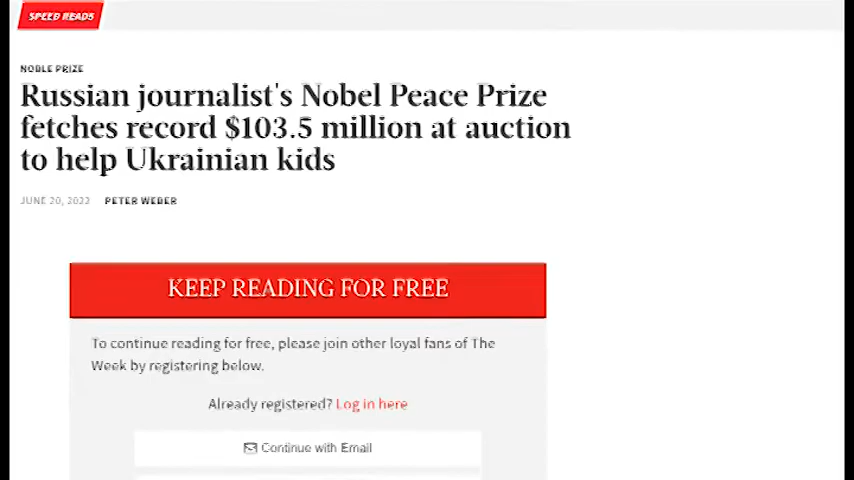 SPEED READS
NOBLE PRIZE
Russian journalist's Nobel Peace Prize
fetches record $103.5 million at auction
to help Ukrainian kids
JUNE 20, 2022 PETER WEBER
KEEP READING FOR FREE
To continue reading for free, please join other loyal fans of The
Week by registering below.
Already registered? Log in here
Continue with Email